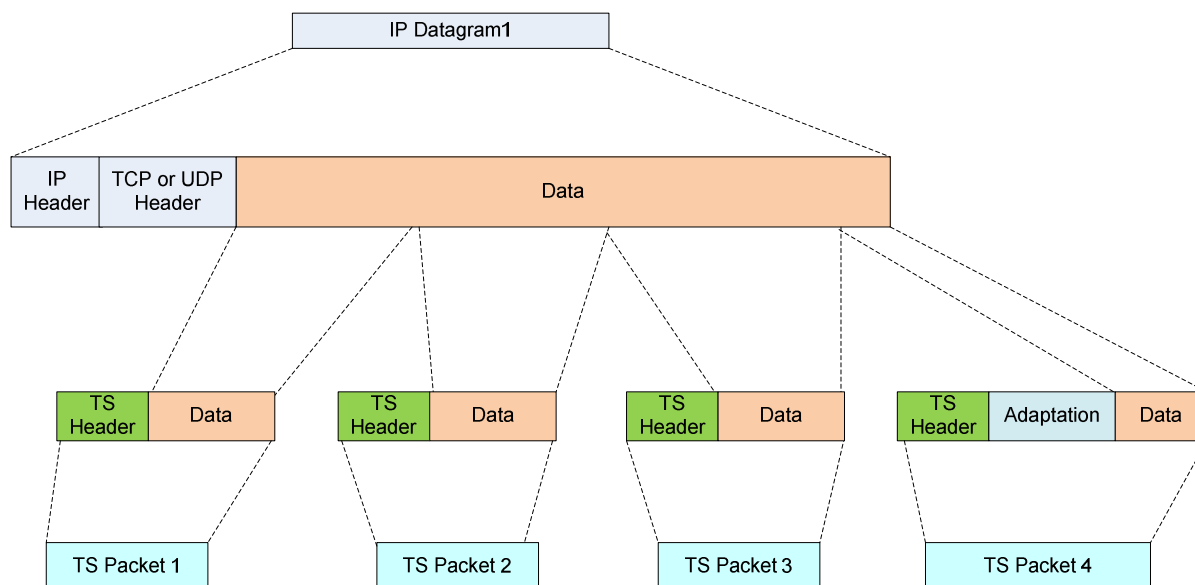 IP Datagram1
IP
Header
TCP or UDP
Header
Data
TS
Header
Data
TS
Header
Data
TS
Header
Data
TS
Header
Adaptation
Data
TS Packet 1
TS Packet 2
TS Packet 3
TS Packet 4